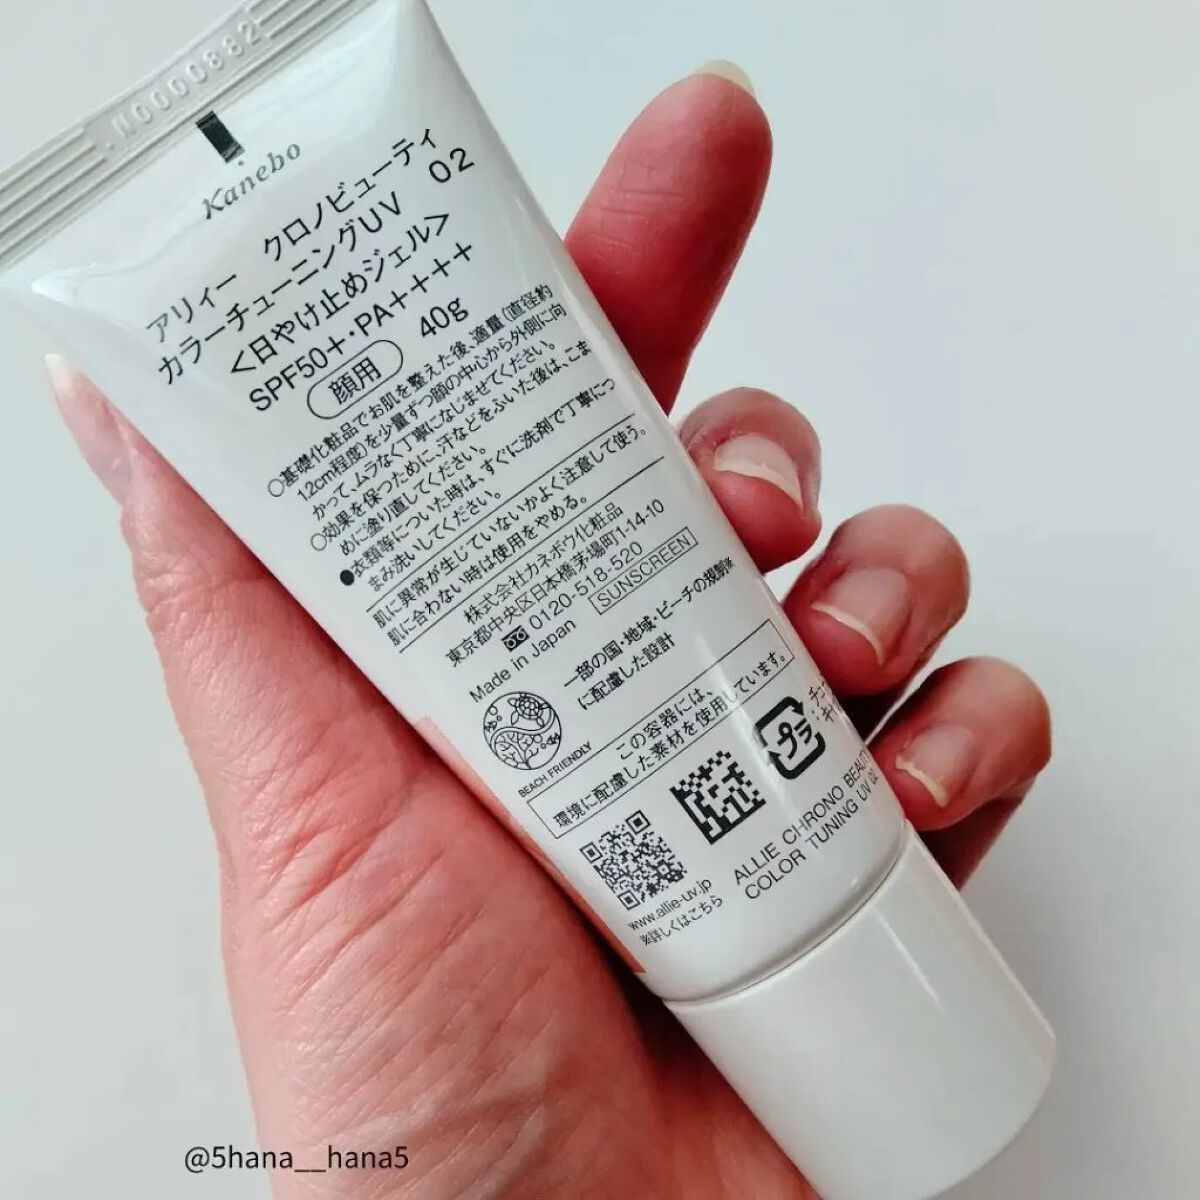 N0000882
Kanebo
アリィー クロノビューティ
カラーチューニングUV 02
<日やけ止めジェル>
SPF50+・PA++++
顔用 40g
○基礎化粧品でお肌を整えた後、適量(直径約
1.2cm程度)を少量ずつ顔の中心から外側に向
かって、ムラなく丁寧になじませてください。
○効果を保つために、汗などをふいた後は、こま
めに塗り直してください。
●衣類等についた時は、すぐに洗剤で丁寧につ
まみ洗いしてください。
肌に異常が生じていないかよく注意して使う。
肌に合わない時は使用をやめる。
株式会社カネボウ化粧品
東京都中央区日本橋茅場町1-14-10
0120-518-520
Made in Japan SUNSCREEN
一部の国・地域・ビーチの規制
に配慮した設計
BEACH FRIENDLY
この容器には、
環境に配慮した素材を使用しています。
プラ
ALLIE CHRONO BEAUTY
COLOR TUNING UV 02
www.allie-uv.jp
※詳しくはこちら
@5hana__hana5